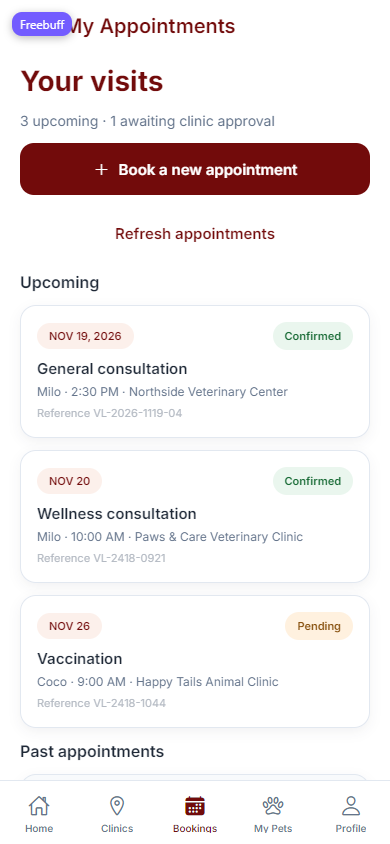 Freebuff
My Appointments
Your visits
3 upcoming · 1 awaiting clinic approval
+ Book a new appointment
Refresh appointments
Upcoming
NOV 19, 2026
Confirmed
General consultation
Milo · 2:30 PM · Northside Veterinary Center
Reference VL-2026-1119-04
NOV 20
Confirmed
Wellness consultation
Milo · 10:00 AM · Paws & Care Veterinary Clinic
Reference VL-2418-0921
NOV 26
Pending
Vaccination
Coco · 9:00 AM · Happy Tails Animal Clinic
Reference VL-2418-1044
Past appointments
Home
Clinics
Bookings
My Pets
Profile